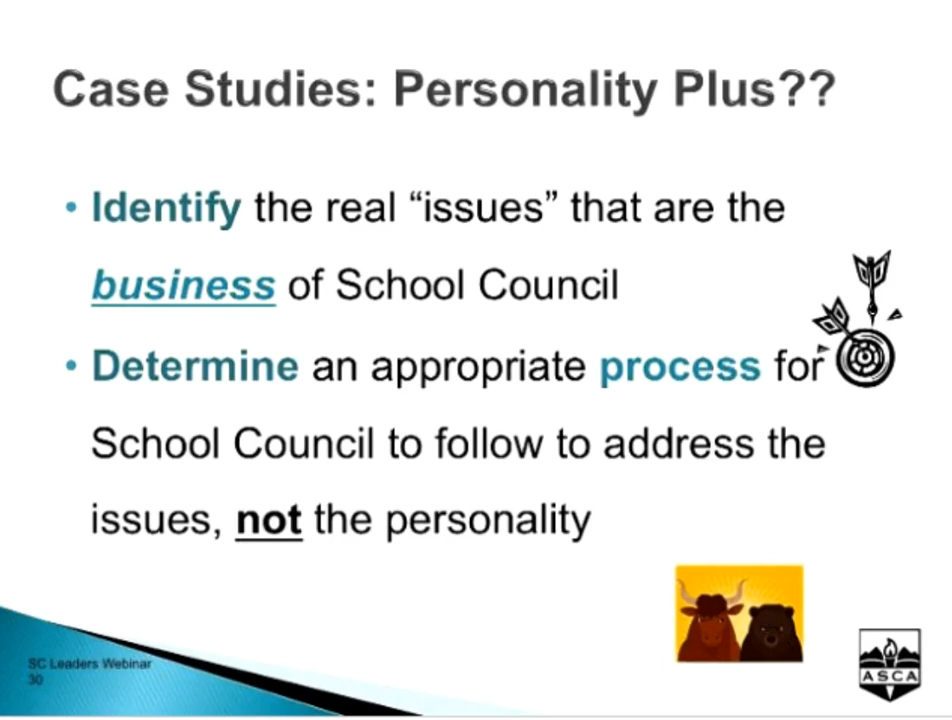 Case Studies: Personality Plus??
• Identify the real “issues” that are the
business of School Council
• Determine an appropriate process for
School Council to follow to address the
issues, not the personality
SC Leaders Webinar
30
ASCA